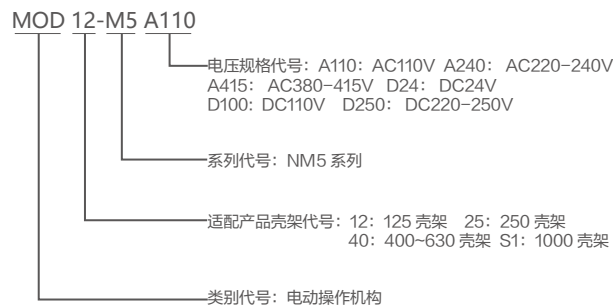 MOD 12-M5 A110
电压规格代号：A110：AC110V A240：AC220-240V
A415：AC380-415V D24：DC24V
D100：DC110V D250：DC220-250V
系列代号：NM5 系列
适配产品壳架代号：12：125 壳架 25：250 壳架
40：400~630 壳架 S1：1000 壳架
类别代号：电动操作机构